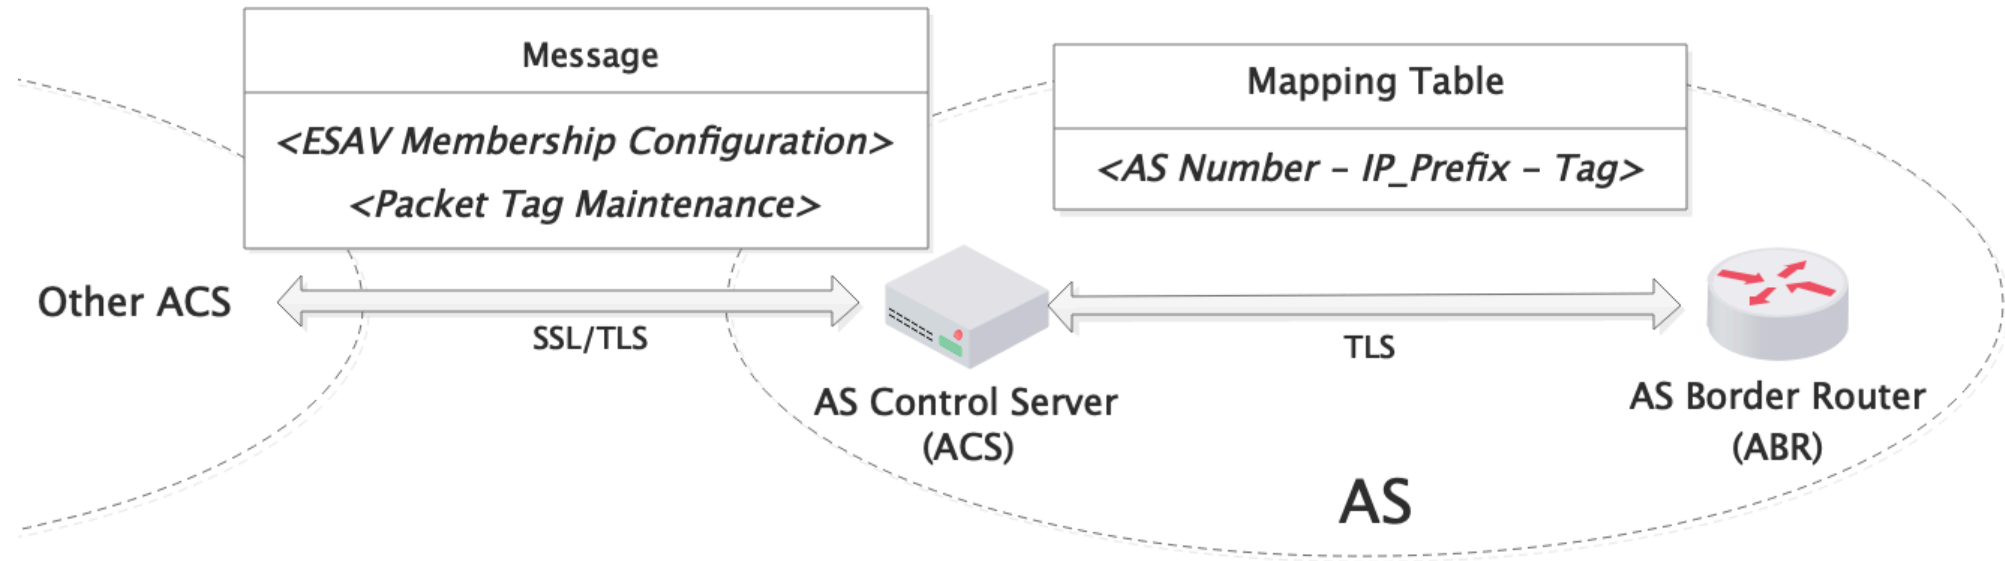 Message
<ESAV Membership Configuration>
<Packet Tag Maintenance>
Mapping Table
<AS Number – IP_Prefix – Tag>
Other ACS
SSL/TLS
TLS
AS Control Server
(ACS)
AS Border Router
(ABR)
AS